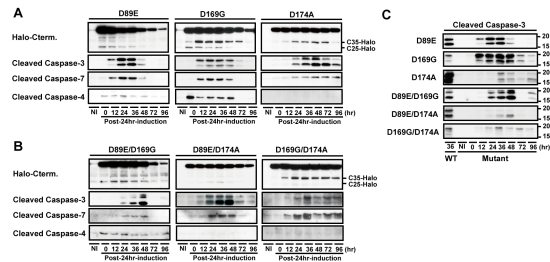 A
D89E D169G D174A
Halo-Cterm.
C35-Halo
C25-Halo
Cleaved Caspase-3
Cleaved Caspase-7
Cleaved Caspase-4
NI 0 12 24 36 48 72 96 NI 0 12 24 36 48 72 96 NI 0 12 24 36 48 72 96 (hr)
Post-24hr-induction Post-24hr-induction Post-24hr-induction
B
D89E/D169G D89E/D174A D169G/D174A
Halo-Cterm.
C35-Halo
C25-Halo
Cleaved Caspase-3
Cleaved Caspase-7
Cleaved Caspase-4
NI 0 12 24 36 48 72 96 NI 0 12 24 36 48 72 96 NI 0 12 24 36 48 72 96 (hr)
Post-24hr-induction Post-24hr-induction Post-24hr-induction
C
Cleaved Caspase-3
D89E 20 15
D169G 20 15
D174A 20 15
D89E/D169G 20 15
D89E/D174A 20 15
D169G/D174A 20 15
36 NI 0 12 24 36 48 72 96 (hr)
WT Mutant